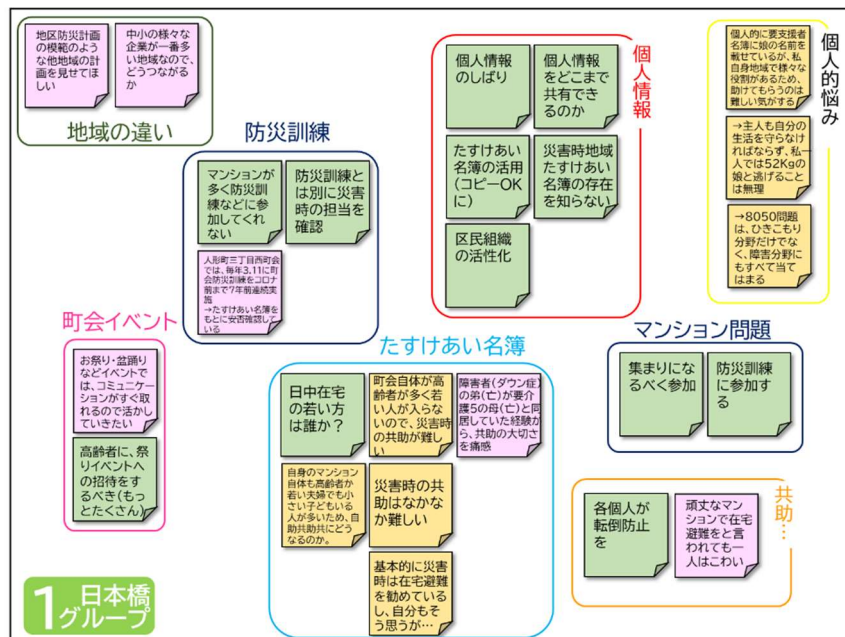 地区防災計画
の模範のよう
な他地域の計
画を見せてほ
しい
中小の様々な
企業が一番多
い地域なので、
どうつながる
か
地域の違い
防災訓練
マンションが
多く防災訓
練などに参
加してくれ
ない
防災訓練と
は別に災害
時の担当を
確認
人形町三丁目西町会
では、毎年3.11に町
会防災訓練をコロナ
前まで7年前連続実
施
→たすけあい名簿を
もとに安否確認して
いる
個人情報
個人情報
のしばり
個人情報
をどこまで
共有できる
のか
たすけあい
名簿の活用
(コピーOK
に)
災害時地域
たすけあい
名簿の存在
を知らない
区民組織
の活性化
個人的悩み
個人的に要支援者
名簿に娘の名前を
載せているが、私
自身地域で様々な
役割があるため、
助けてもらうのは
難しい気がする
→主人も自分の
生活を守らなけ
ればならず、私一
人では52Kgの
娘と逃げること
は無理
→8050問題
は、ひきこもり
分野だけでな
く、障害分野に
もすべて当て
はまる
町会イベント
お祭り・盆踊り
などイベントで
は、コミュニケー
ションがすぐ取
れるので活かし
ていきたい
高齢者に、祭
りイベントへ
の招待をす
るべき(もっ
とたくさん)
たすけあい名簿
日中在宅
の若い方
は誰か?
町会自体が高
齢者が多く若
い人が入らな
いので、災害時
の共助が難し
い
障害者(ダウン症)
の弟(亡)が要介
護5の母(亡)と同
居していた経験か
ら、共助の大切さ
を痛感
自身のマンション
自体も高齢者か
若い夫婦でも小
さい子どもいる
人が多いため、自
助共助共にどう
なるのか。
災害時の共
助はなかな
か難しい
基本的に災害
時は在宅避難
を勧めている
し、自分もそ
う思うが…
マンション問題
集まりになる
べく参加
防災訓練
に参加す
る
共助…
各個人が
転倒防止
を
頑丈なマンショ
ンで在宅
避難をと言
われても一
人はこわい
1
日本橋
グループ